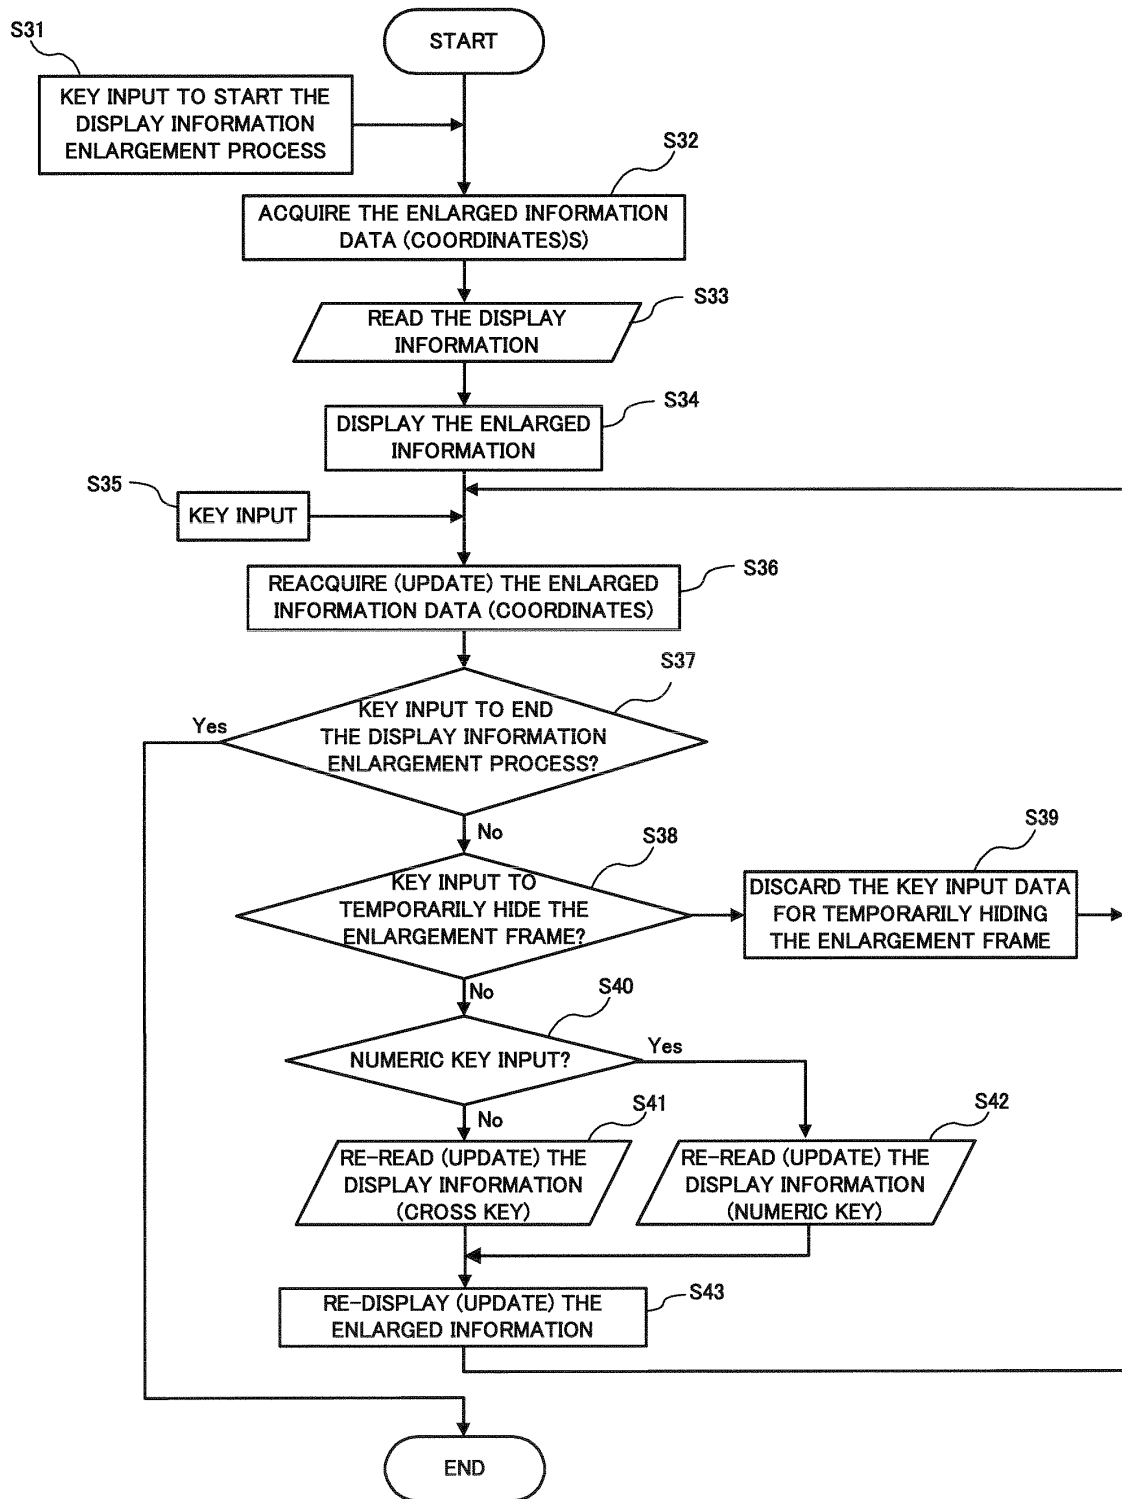 S31
START
KEY INPUT TO START THE
DISPLAY INFORMATION
ENLARGEMENT PROCESS
S32
ACQUIRE THE ENLARGED INFORMATION
DATA (COORDINATES)S)
S33
READ THE DISPLAY
INFORMATION
S34
DISPLAY THE ENLARGED
INFORMATION
S35
KEY INPUT
S36
REACQUIRE (UPDATE) THE ENLARGED
INFORMATION DATA (COORDINATES)
S37
KEY INPUT TO END
THE DISPLAY INFORMATION
ENLARGEMENT PROCESS?
Yes
No
S38
KEY INPUT TO
TEMPORARILY HIDE THE
ENLARGEMENT FRAME?
S39
DISCARD THE KEY INPUT DATA
FOR TEMPORARILY HIDING
THE ENLARGEMENT FRAME
No
S40
NUMERIC KEY INPUT?
Yes
No
S41
RE-READ (UPDATE) THE
DISPLAY INFORMATION
(CROSS KEY)
S42
RE-READ (UPDATE) THE
DISPLAY INFORMATION
(NUMERIC KEY)
S43
RE-DISPLAY (UPDATE) THE
ENLARGED INFORMATION
END